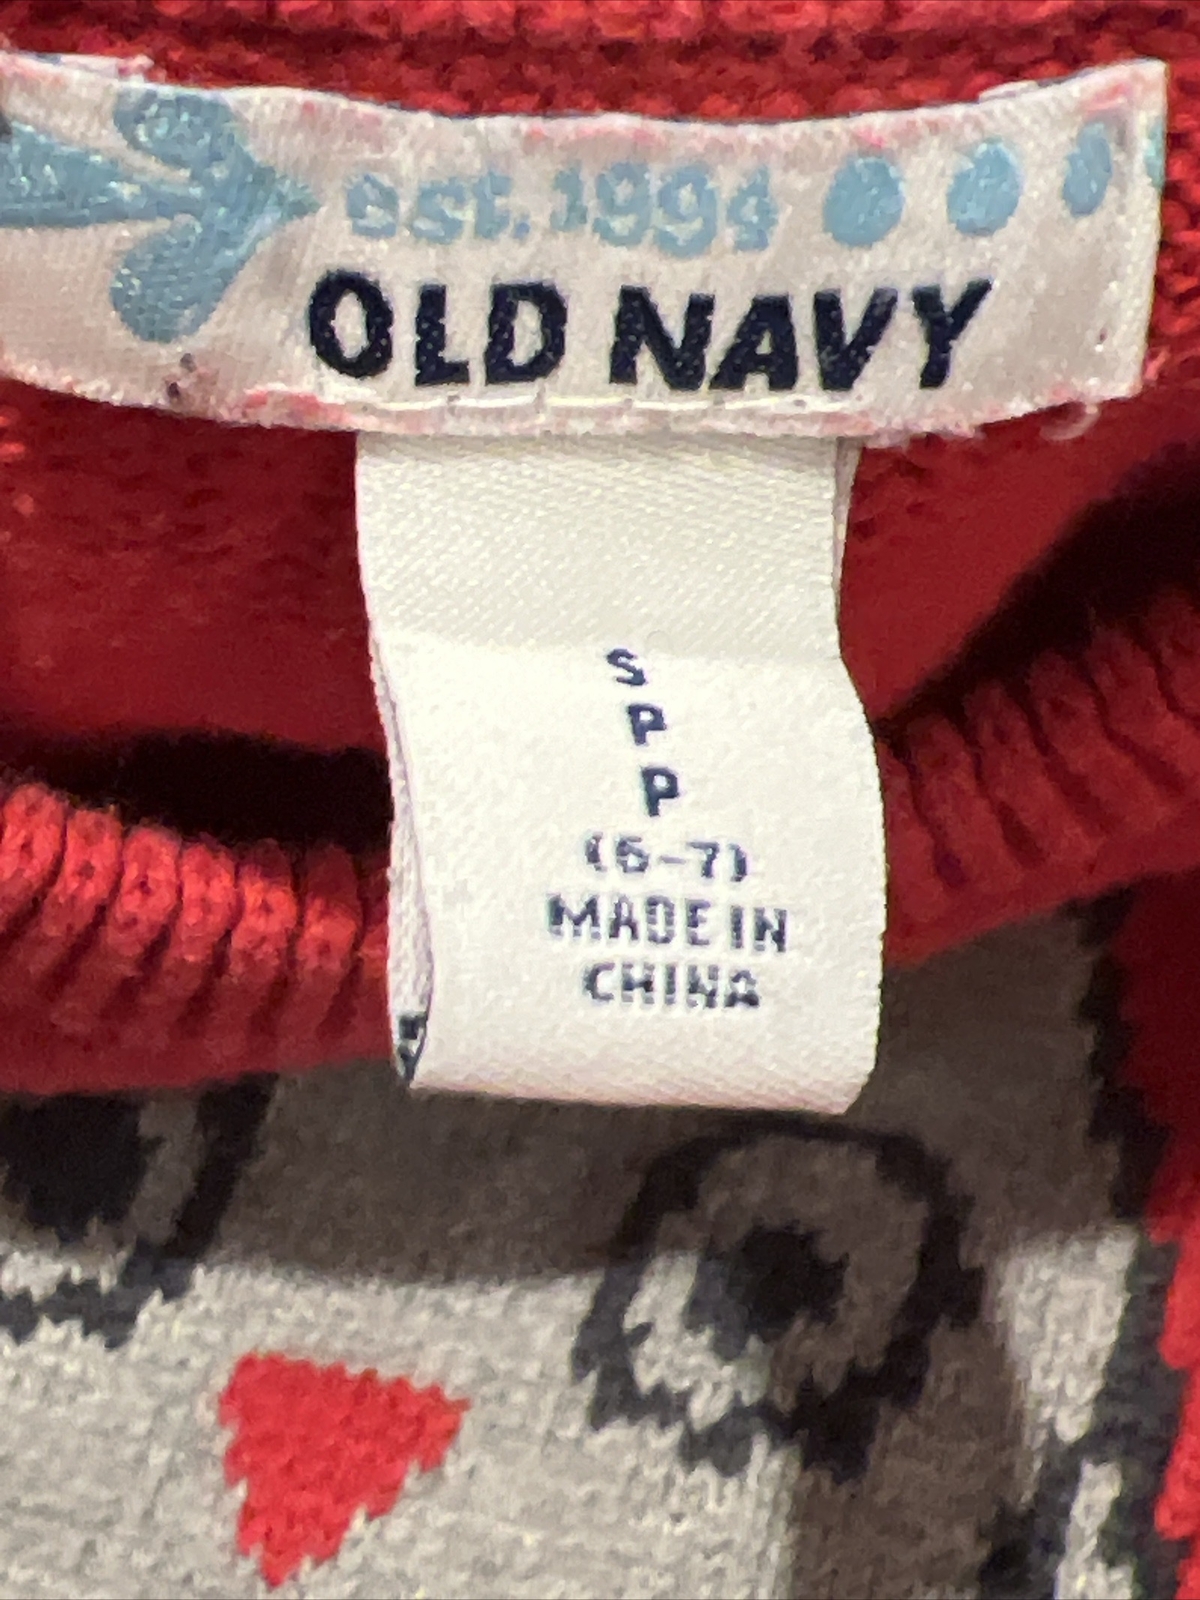 est.1994
OLD NAVY
S
P
P
(6-7)
MADE IN
CHINA